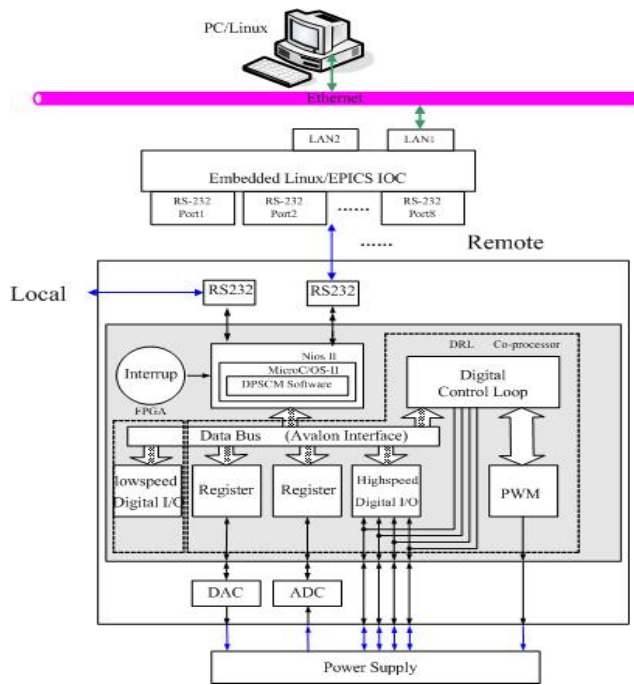 PC/Linux
Ethernet
LAN2
LAN1
Embedded Linux/EPICS IOC
RS-232
Port1
RS-232
Port2
......
RS-232
Port8
......
Remote
Local
RS232
RS232
Nios II
MicroC/OS-II
DPSCM Software
Interrup
FPGA
DRL Co-processor
Digital
Control Loop
Data Bus (Avalon Interface)
lowspeed
Digital I/O
Register
Register
Highspeed
Digital I/O
PWM
DAC
ADC
Power Supply